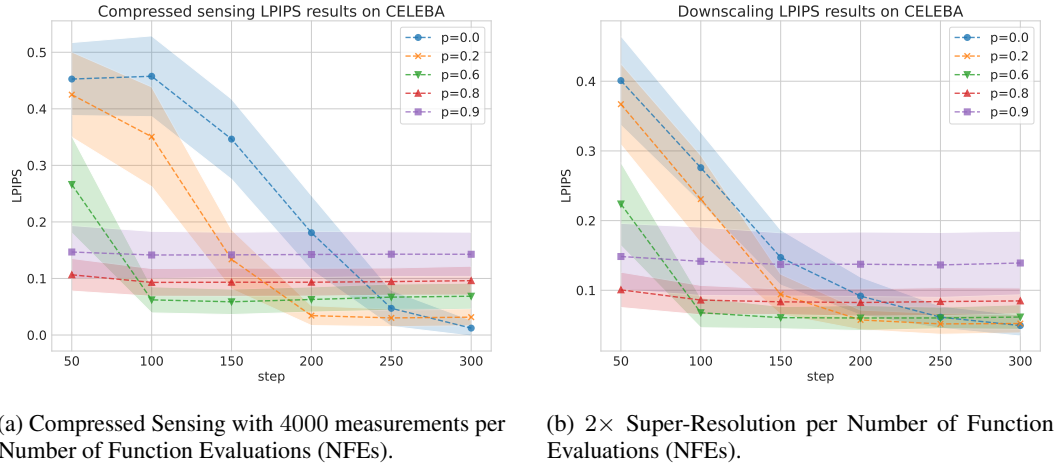 Compressed sensing LPIPS results on CELEBA
LPIPS
0.5
0.4
0.3
0.2
0.1
0.0
p=0.0
p=0.2
p=0.6
p=0.8
p=0.9
50 100 150 200 250 300
step
Downscaling LPIPS results on CELEBA
LPIPS
0.4
0.3
0.2
0.1
p=0.0
p=0.2
p=0.6
p=0.8
p=0.9
50 100 150 200 250 300
step
(a) Compressed Sensing with 4000 measurements per
Number of Function Evaluations (NFEs).
(b) 2× Super-Resolution per Number of Function
Evaluations (NFEs).